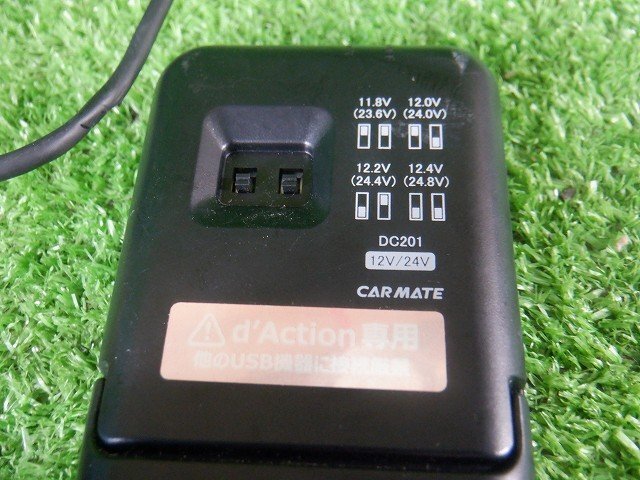 11.8V 12.0V
(23.6V) (24.0V)
12.2V 12.4V
(24.4V) (24.8V)
DC201
12V/24V
CARMATE
d'Action専用
他のUSB機器に接続厳禁